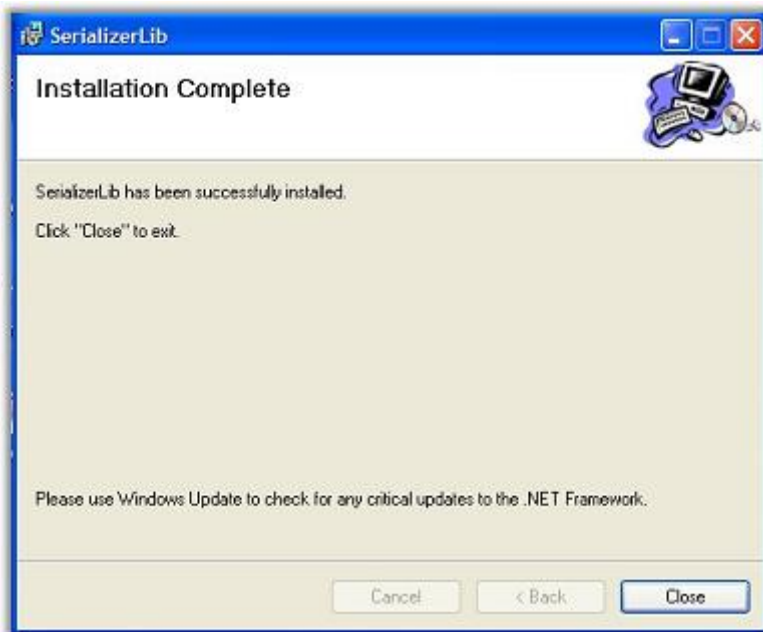 SerializerLib
Installation Complete
SerializerLib has been successfully installed.
Click "Close" to exit.
Please use Windows Update to check for any critical updates to the .NET Framework.
Cancel
< Back
Close